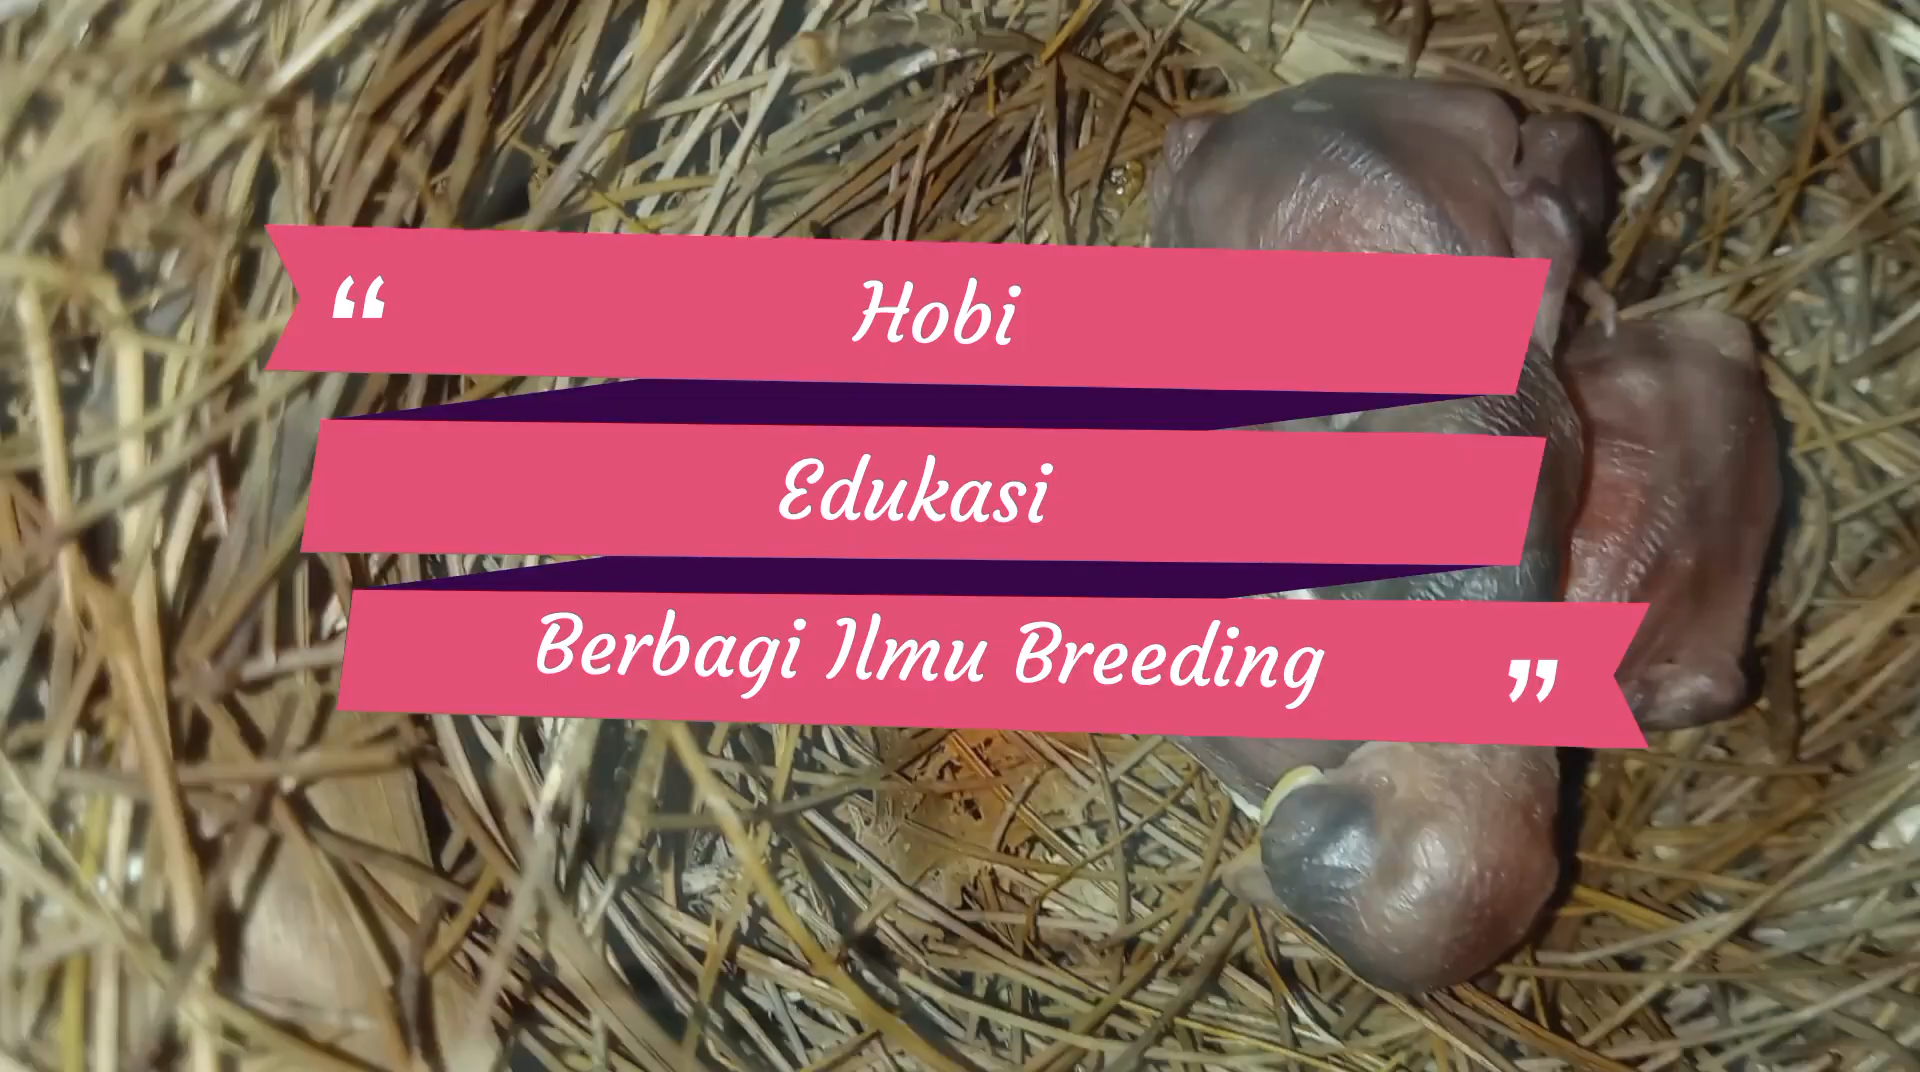 “ Hobi
Edukasi
Berbagi Ilmu Breeding ”